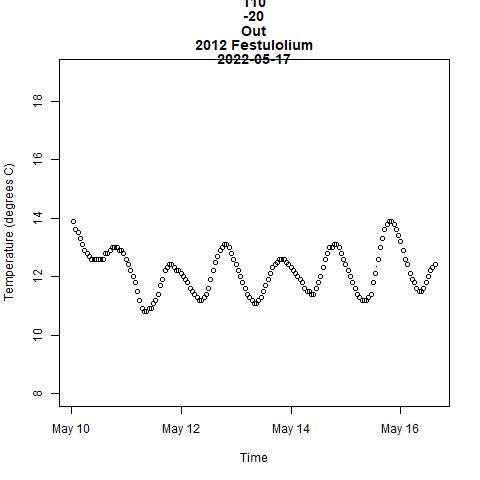 110
-20
Out
2012 Festulolium
2022-05-17
Temperature (degrees C)
18
16
14
12
10
8
May 10
May 12
May 14
May 16
Time